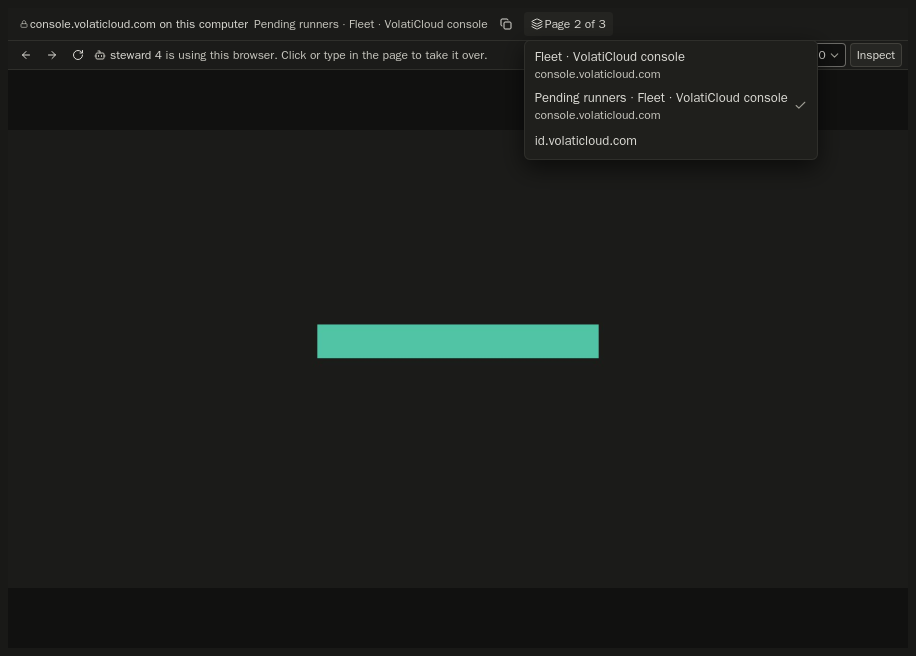 console.volaticloud.com on this computer Pending runners · Fleet · VolatiCloud console
Page 2 of 3
steward 4 is using this browser. Click or type in the page to take it over.
0
Inspect
Fleet · VolatiCloud console
console.volaticloud.com
Pending runners · Fleet · VolatiCloud console
console.volaticloud.com
id.volaticloud.com